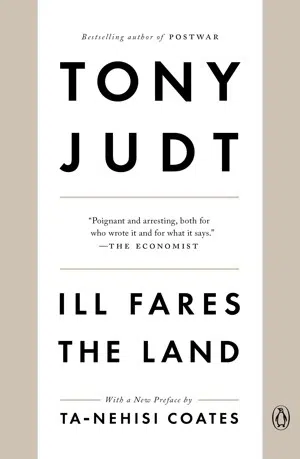 Bestselling author of POSTWAR
TONY
JUDT
“Poignant and arresting, both for
who wrote it and for what it says.”
—THE ECONOMIST
ILL FARES
THE LAND
With a New Preface by
TA-NEHISI COATES